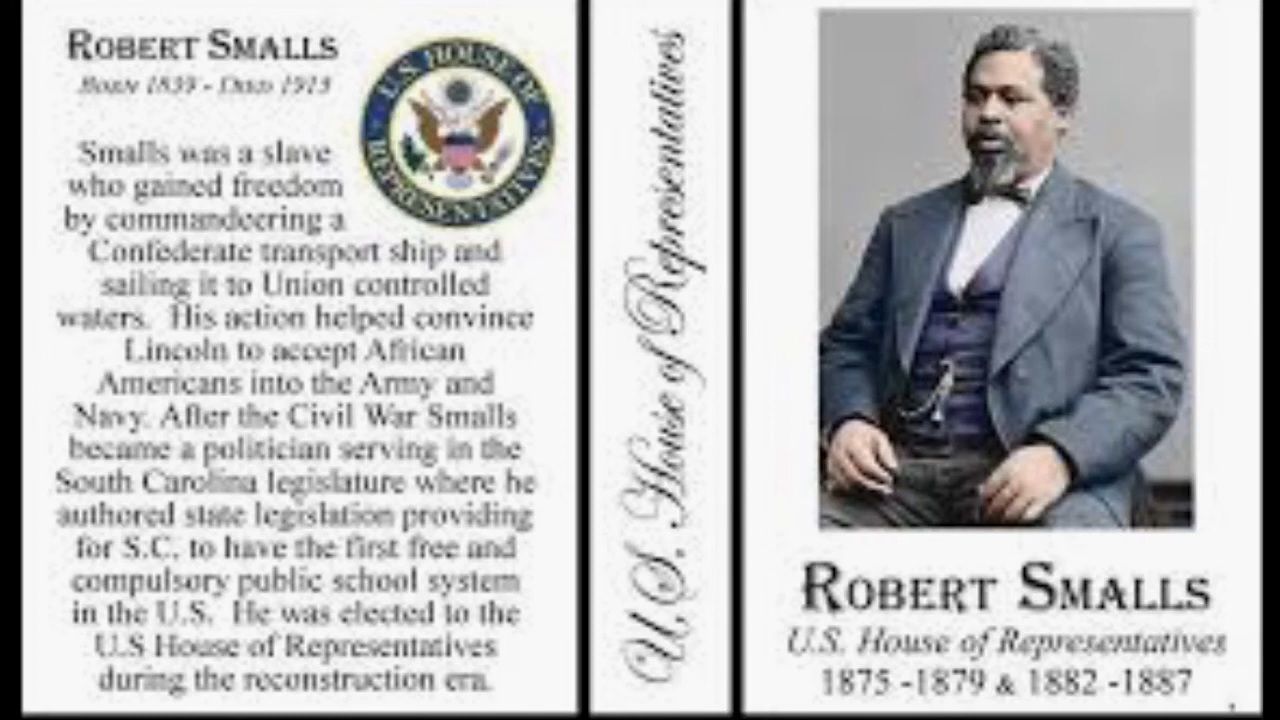 ROBERT SMALLS
Born 1839 - Died 1915
U.S. HOUSE OF
REPRESENTATIVES
Smalls was a slave
who gained freedom
by commandeering a
Confederate transport ship and
sailing it to Union controlled
waters. His action helped convince
Lincoln to accept African
Americans into the Army and
Navy. After the Civil War Smalls
became a politician serving in the
South Carolina legislature where he
authored state legislation providing
for S.C. to have the first free and
compulsory public school system
in the U.S. He was elected to the
U.S House of Representatives
during the reconstruction era.
U.S. House of Representatives
ROBERT SMALLS
U.S. House of Representatives
1875 -1879 & 1882 -1887